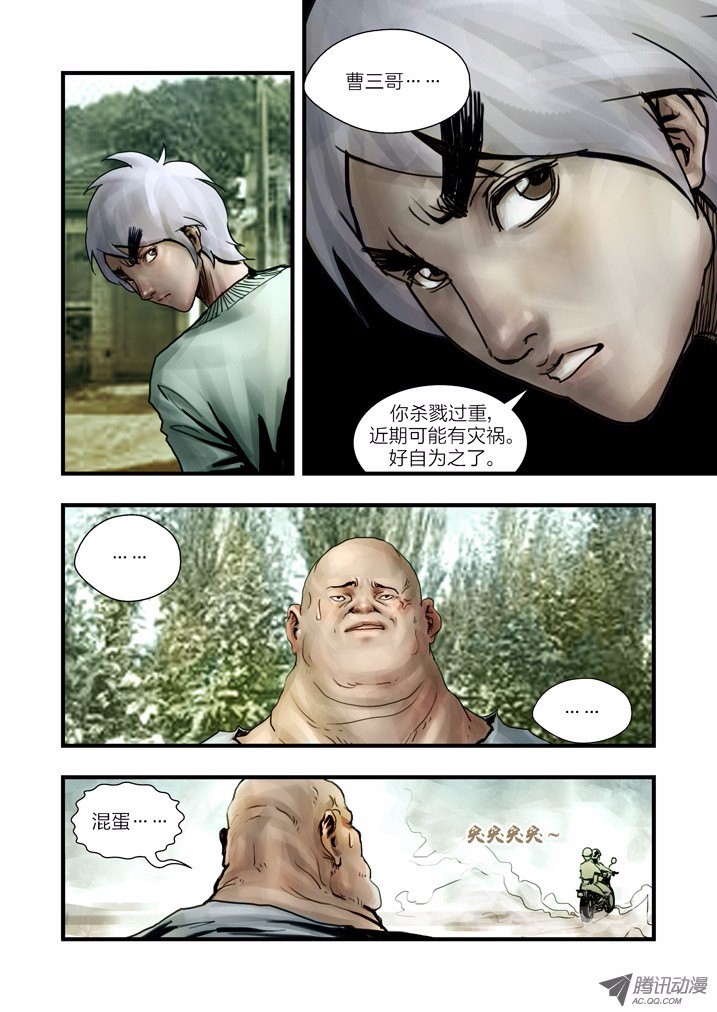 曹三哥……
你杀戮过重，
近期可能有灾祸。
好自为之了。
……
……
混蛋……
突突突突~
腾讯动漫
AC.QQ.COM